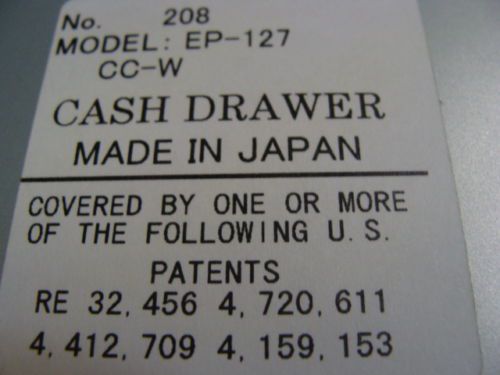 No. 208
MODEL: EP-127
CC-W
CASH DRAWER
MADE IN JAPAN
COVERED BY ONE OR MORE
OF THE FOLLOWING U.S.
PATENTS
RE 32,456 4,720,611
4,412,709 4,159,153